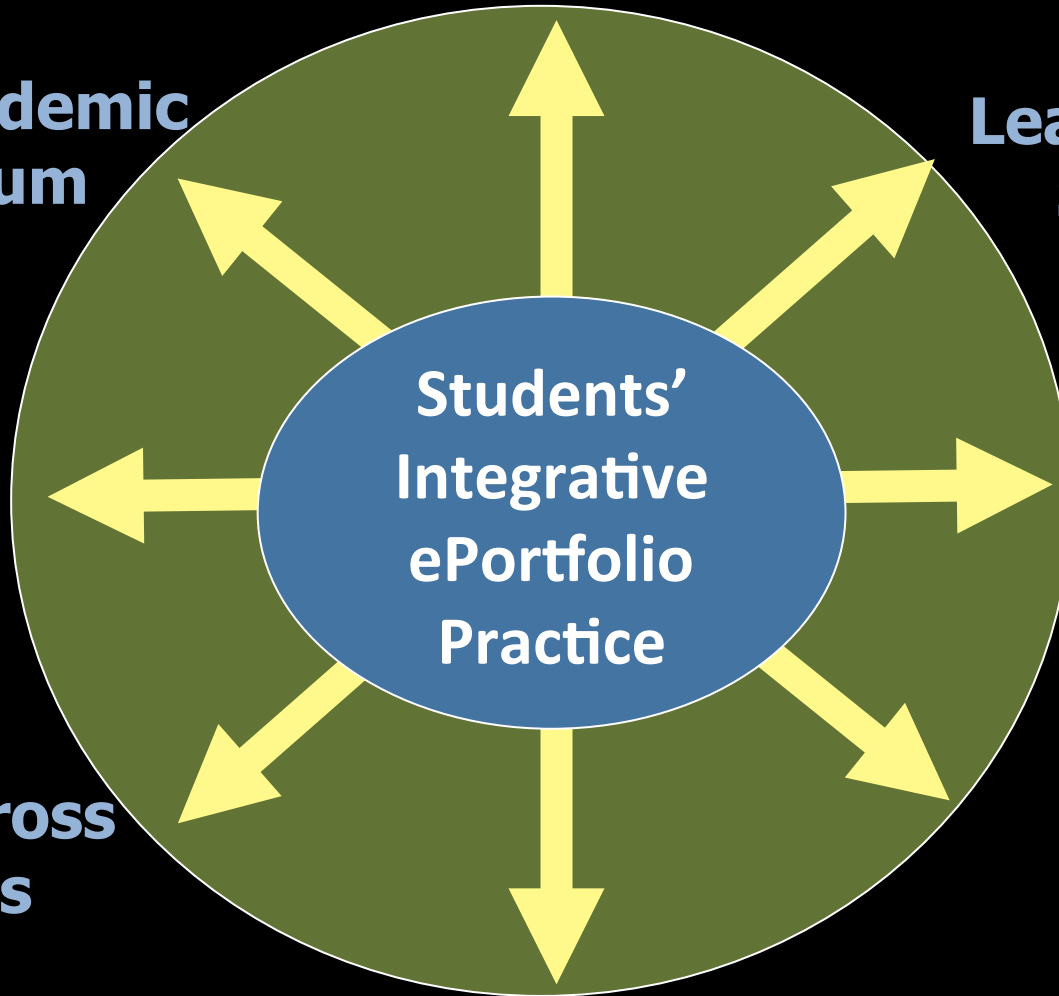 demic
um
Lea
Students’
Integrative
ePortfolio
Practice
ross
s